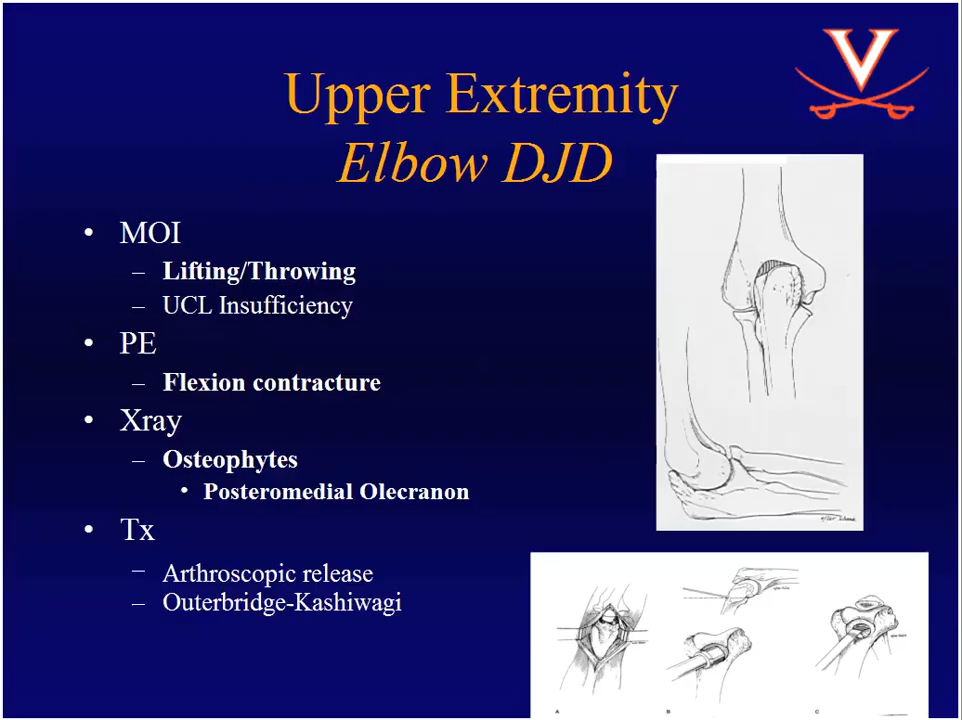 V
Upper Extremity
Elbow DJD
• MOI
– Lifting/Throwing
– UCL Insufficiency
• PE
– Flexion contracture
• Xray
– Osteophytes
• Posteromedial Olecranon
• Tx
– Arthroscopic release
– Outerbridge-Kashiwagi
A
B
C